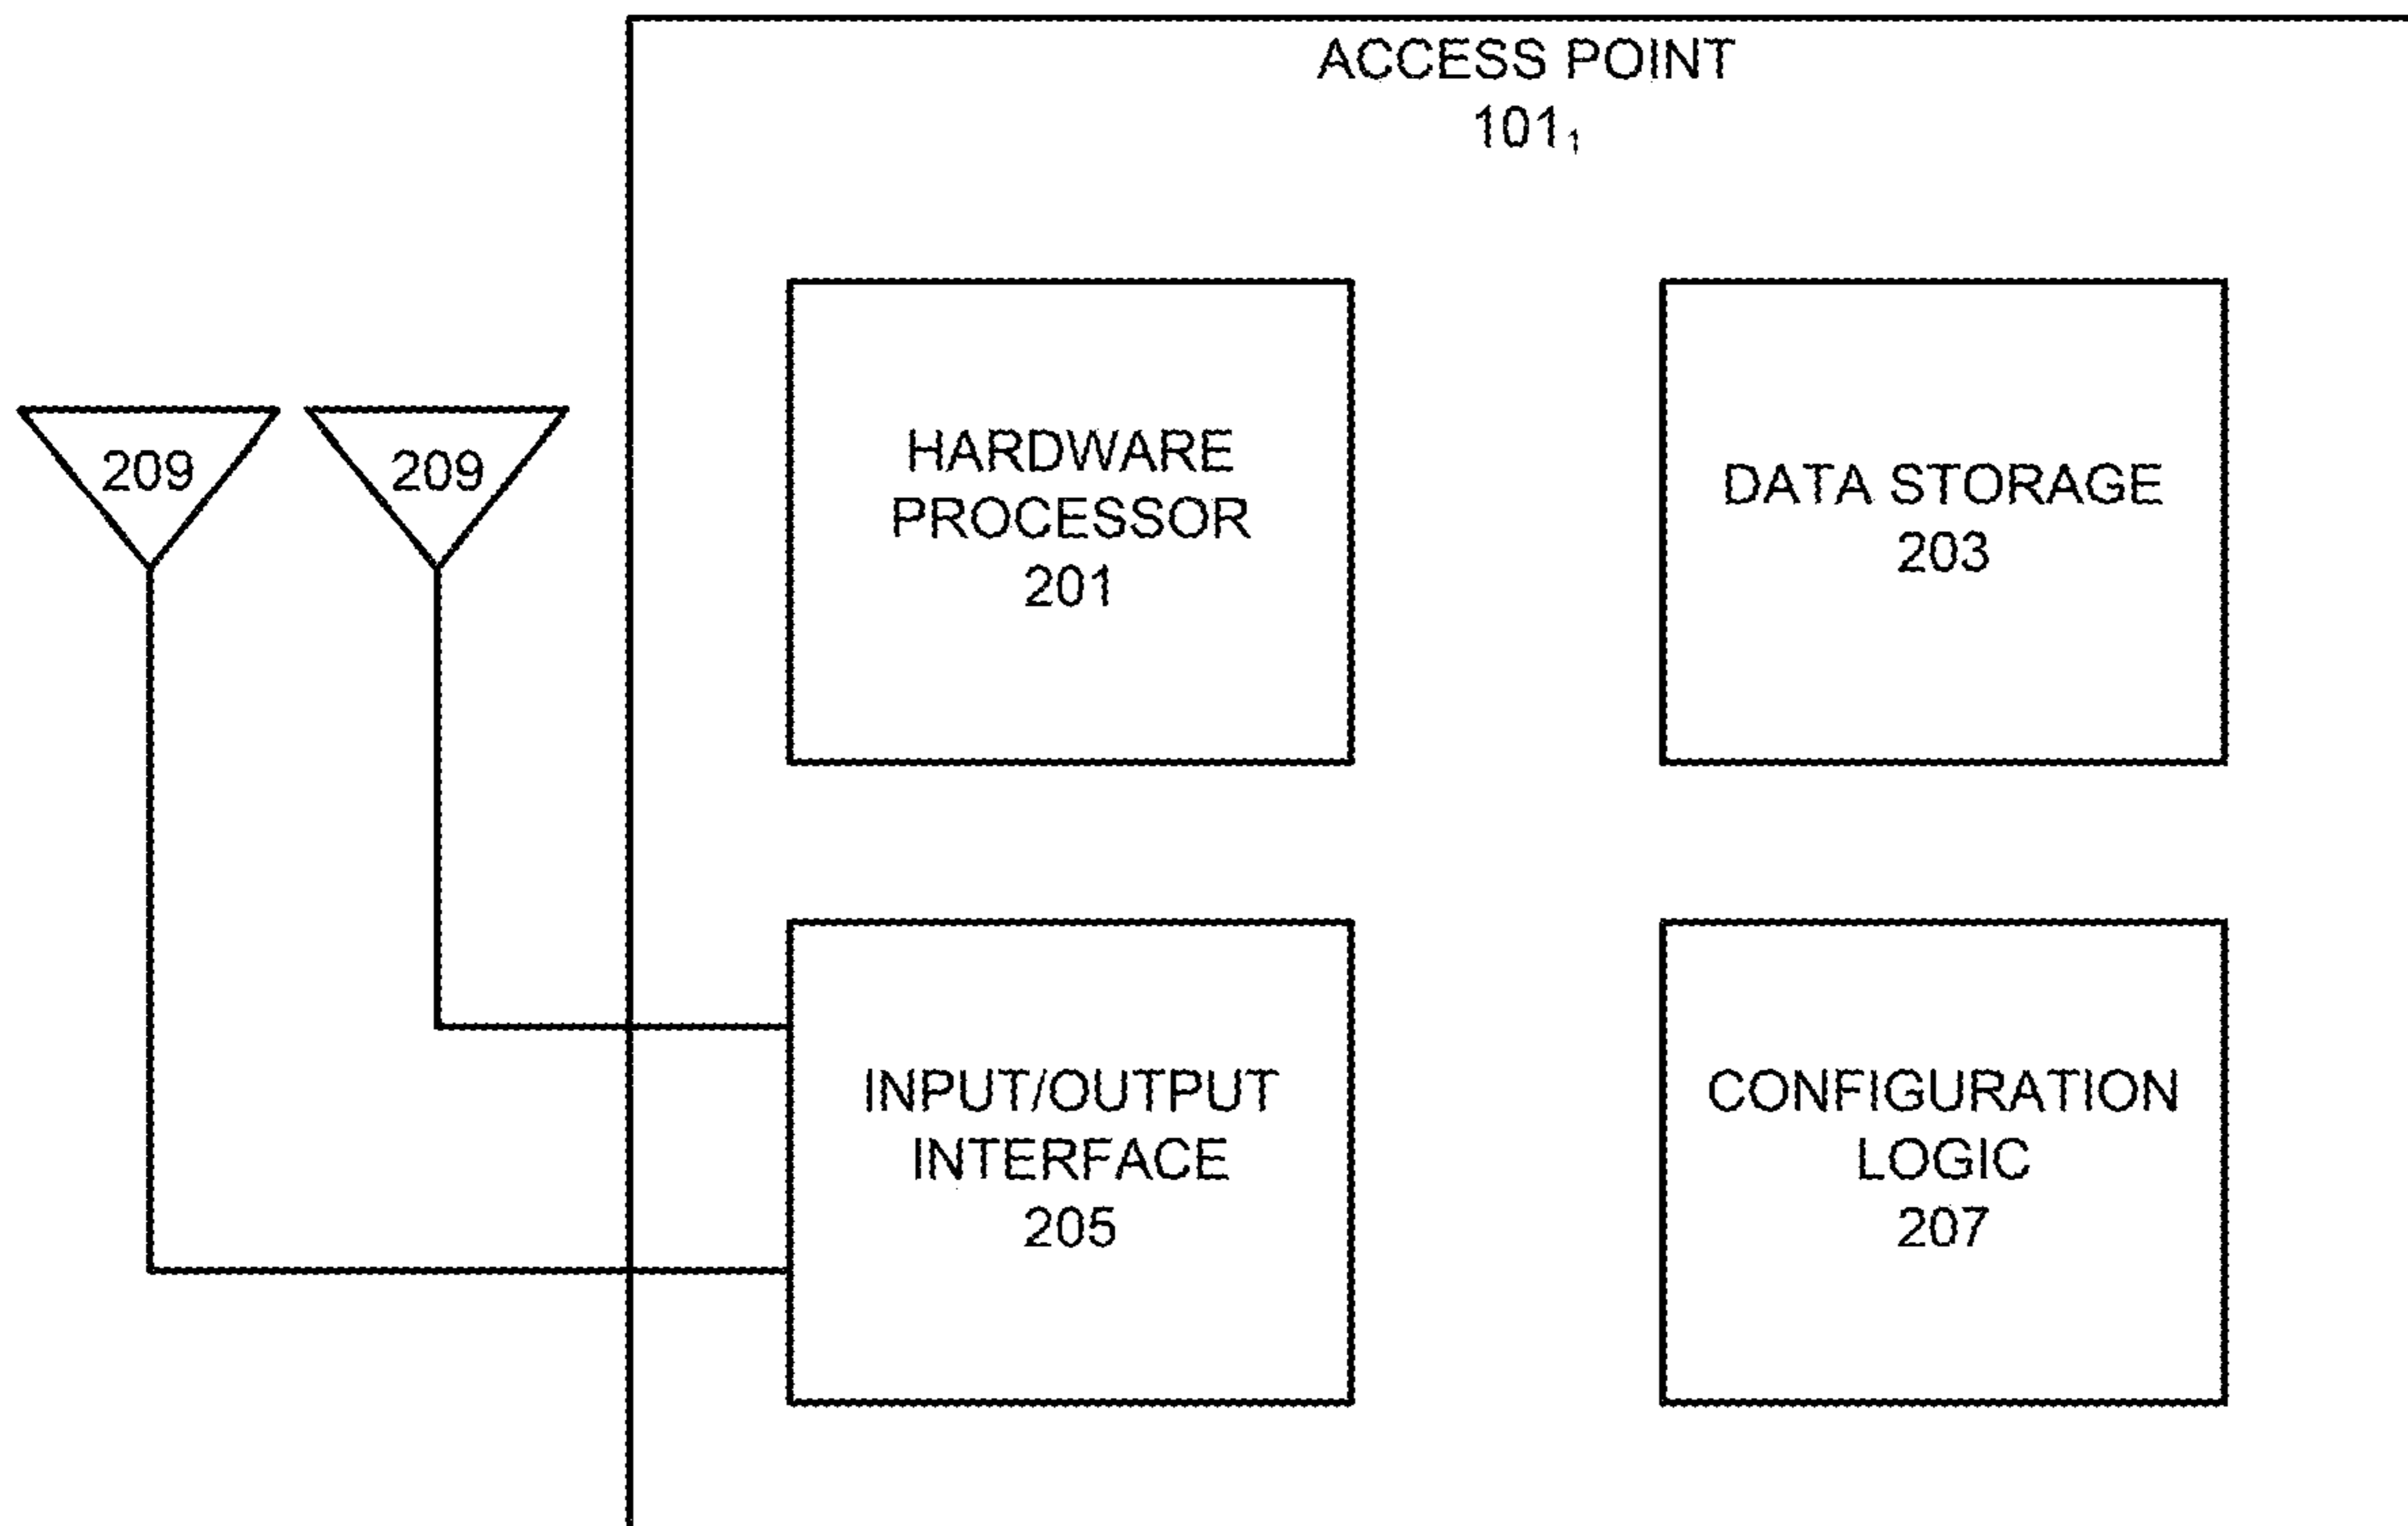 ACCESS POINT
101₁
HARDWARE
PROCESSOR
201
DATA STORAGE
203
209
209
INPUT/OUTPUT
INTERFACE
205
CONFIGURATION
LOGIC
207